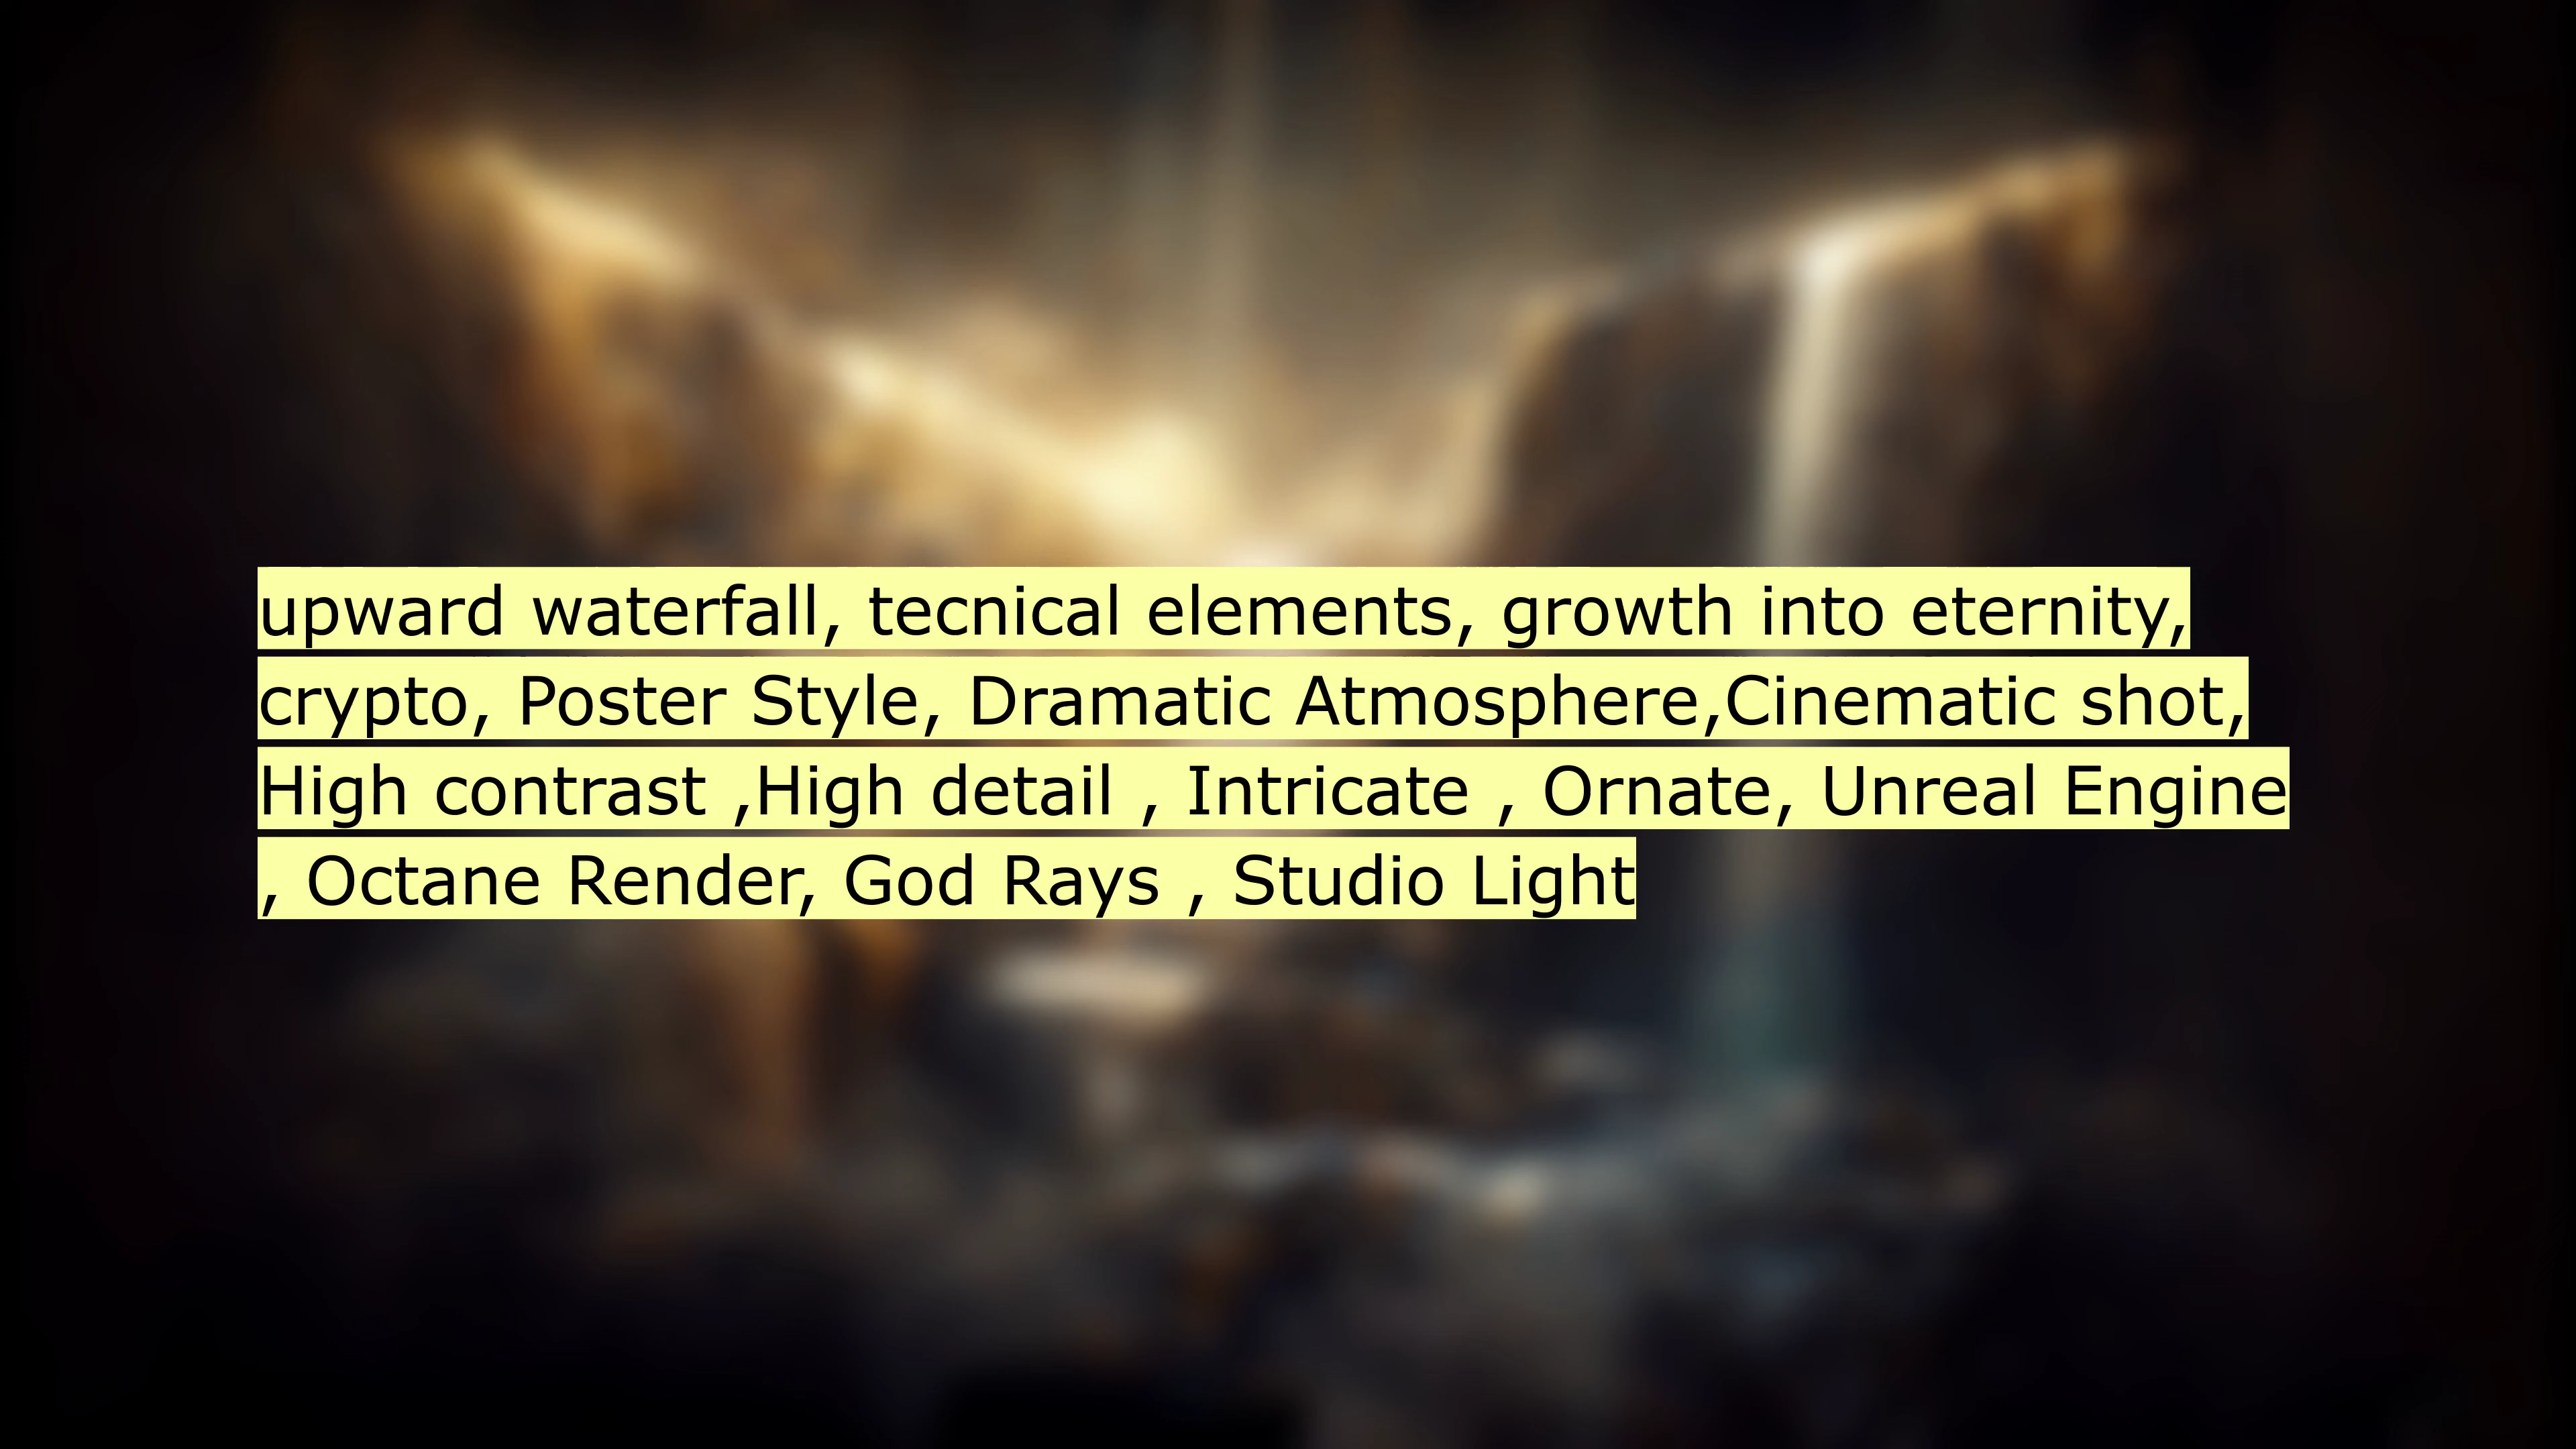 upward waterfall, tecnical elements, growth into eternity,
crypto, Poster Style, Dramatic Atmosphere,Cinematic shot,
High contrast ,High detail , Intricate , Ornate, Unreal Engine
, Octane Render, God Rays , Studio Light